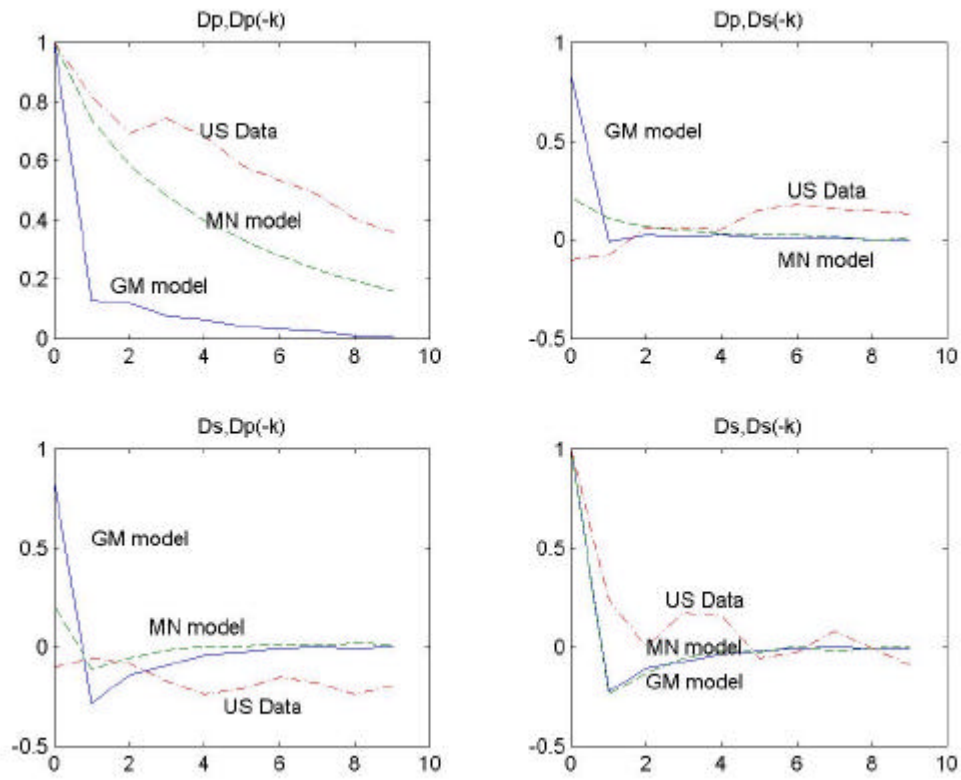 Dp,Dp(-k)
1
0.8
0.6
0.4
0.2
0
0 2 4 6 8 10
US Data
MN model
GM model
Dp,Ds(-k)
1
0.5
0
-0.5
0 2 4 6 8 10
GM model
US Data
MN model
Ds,Dp(-k)
1
0.5
0
-0.5
0 2 4 6 8 10
GM model
MN model
US Data
Ds,Ds(-k)
1
0.5
0
-0.5
0 2 4 6 8 10
US Data
MN model
GM model